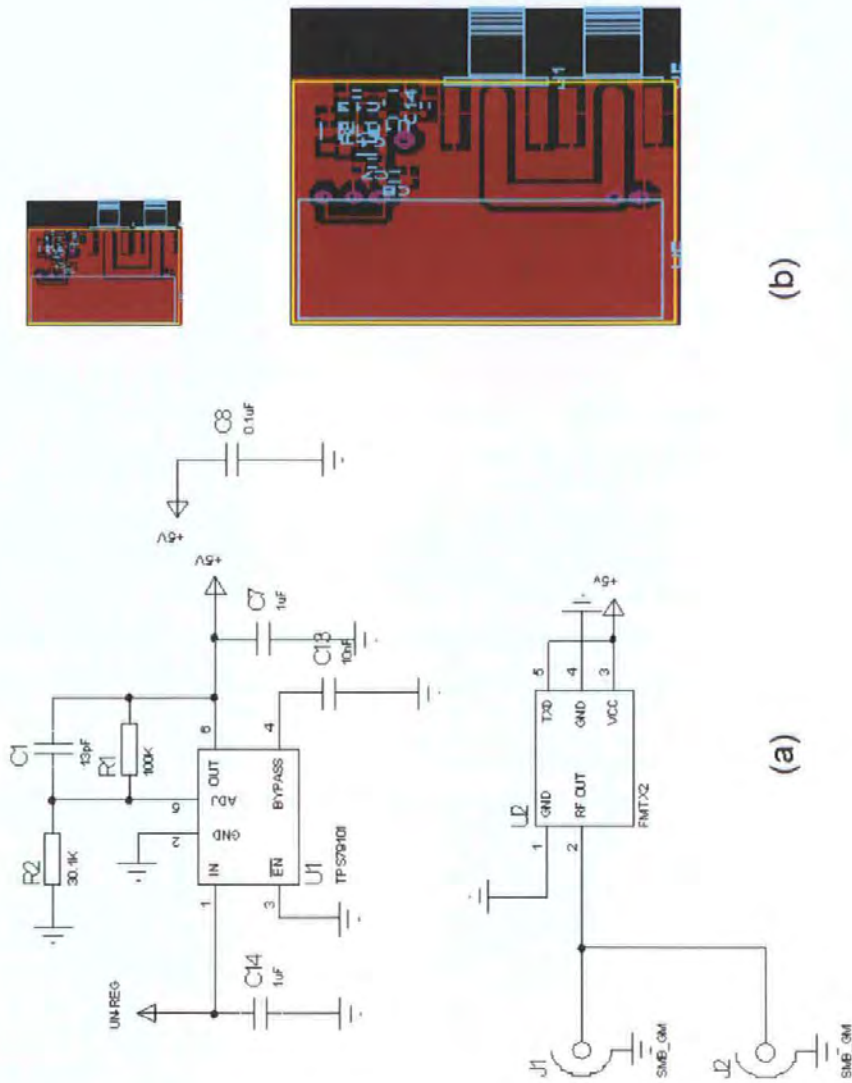 R2
30.1K
C1
13pF
R1
100K
2
5
6
GND
ADJ
OUT
1
IN
3
EN
BYPASS
4
U1
TPS79101
UN-REG
C14
1uF
C13
10nF
C7
1uF
+5V
+5V
C8
0.1uF
J1
SMB_GM
J2
SMB_GM
1
GND
2
RF OUT
U2
FMTX2
TXD
5
GND
4
VCC
3
+5V
(a)
(b)